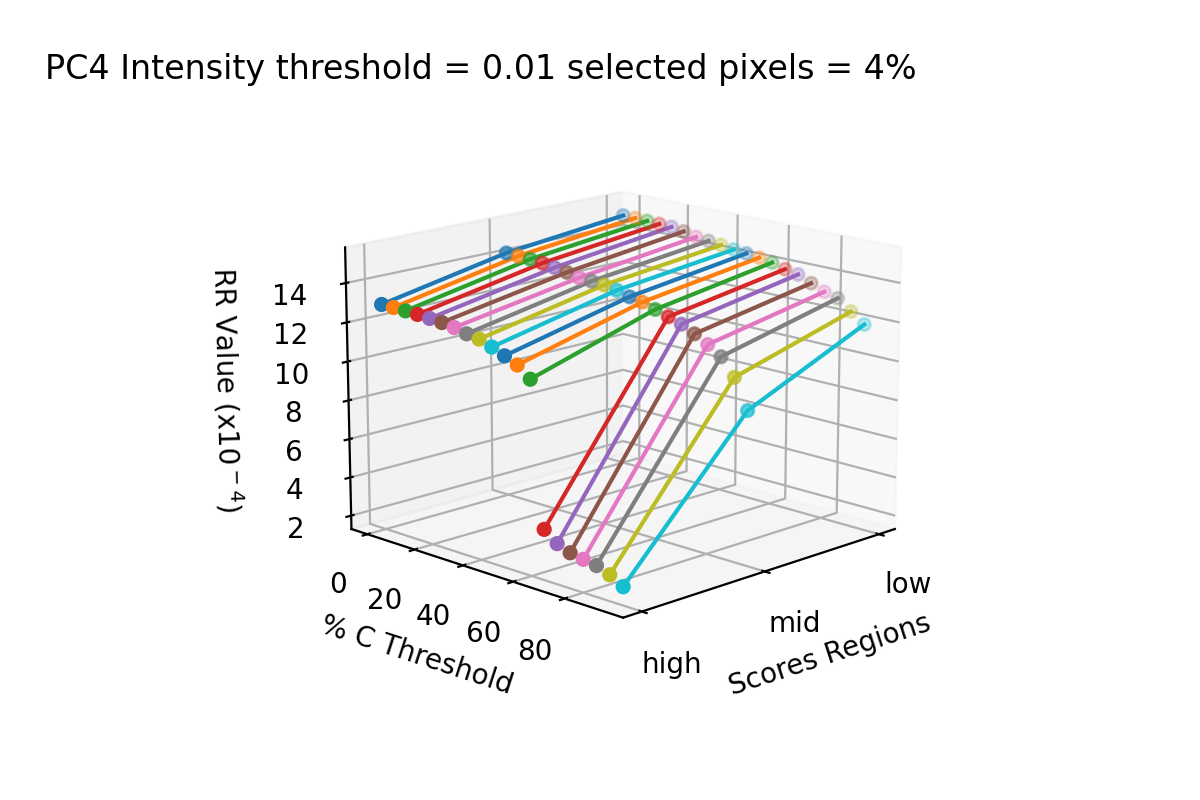 PC4 Intensity threshold = 0.01 selected pixels = 4%
RR Value (x10⁻⁴)
14
12
10
8
6
4
2
0
20
40
60
80
% C Threshold
high
mid
low
Scores Regions